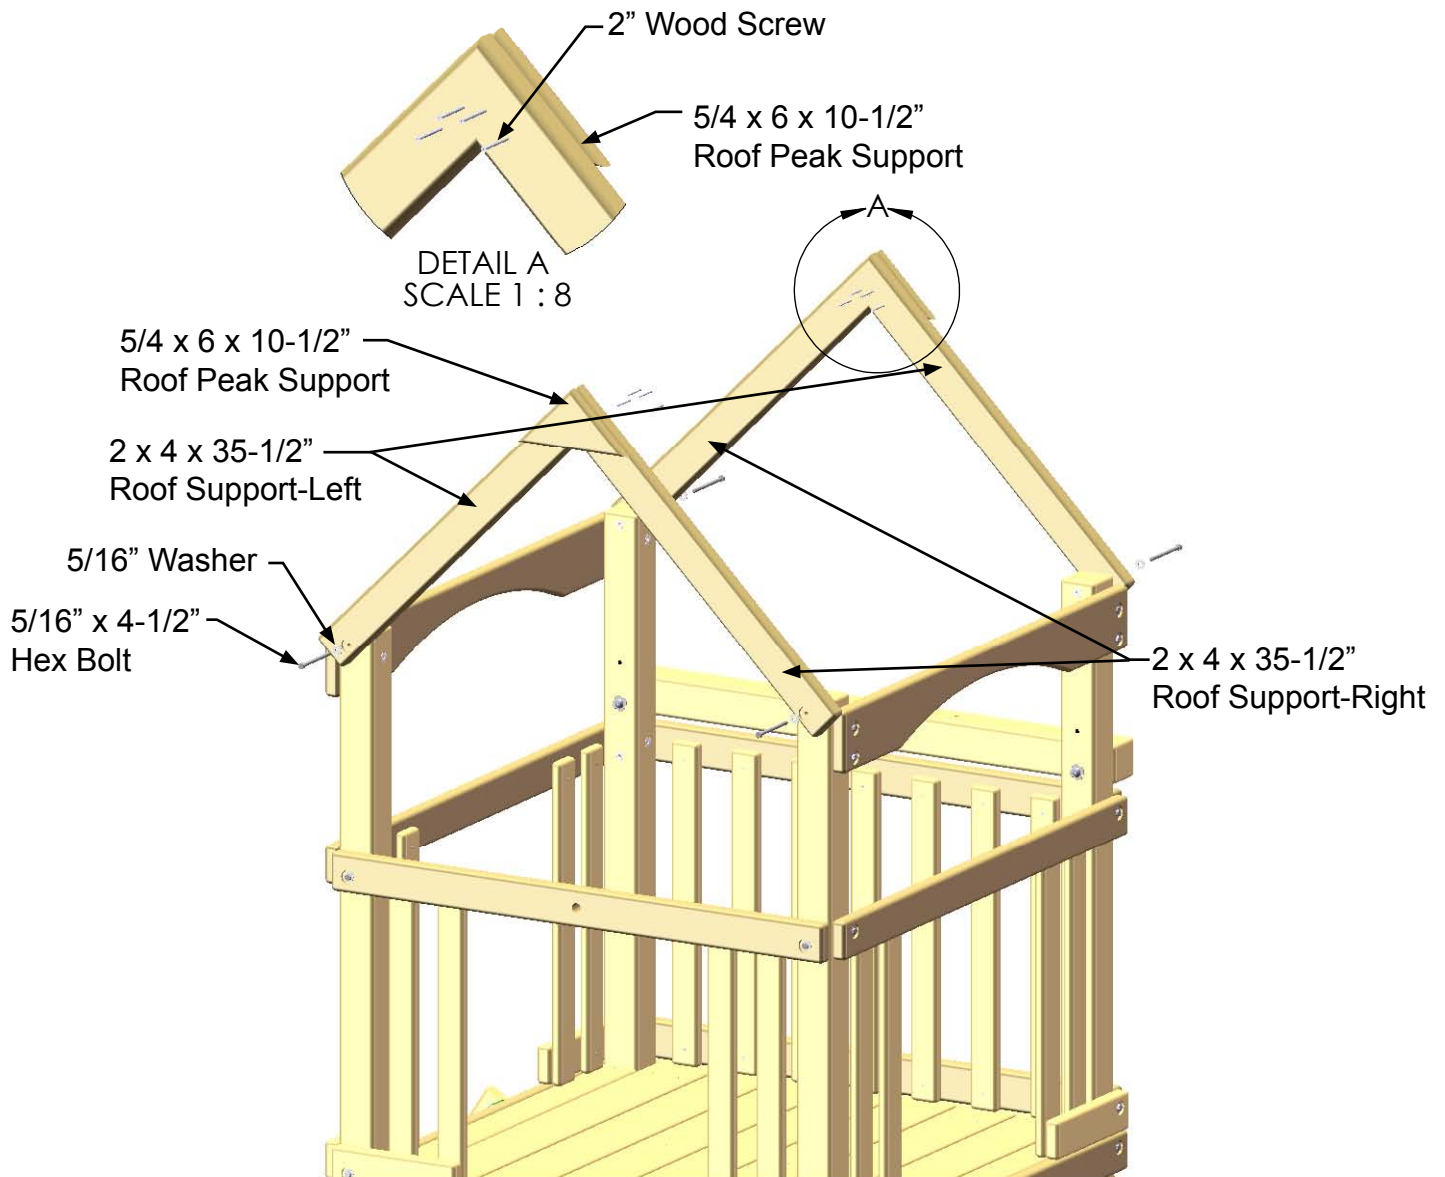 2” Wood Screw
5/4 x 6 x 10-1/2”
Roof Peak Support
A
DETAIL A
SCALE 1 : 8
5/4 x 6 x 10-1/2”
Roof Peak Support
2 x 4 x 35-1/2”
Roof Support-Left
5/16” Washer
5/16” x 4-1/2”
Hex Bolt
2 x 4 x 35-1/2”
Roof Support-Right